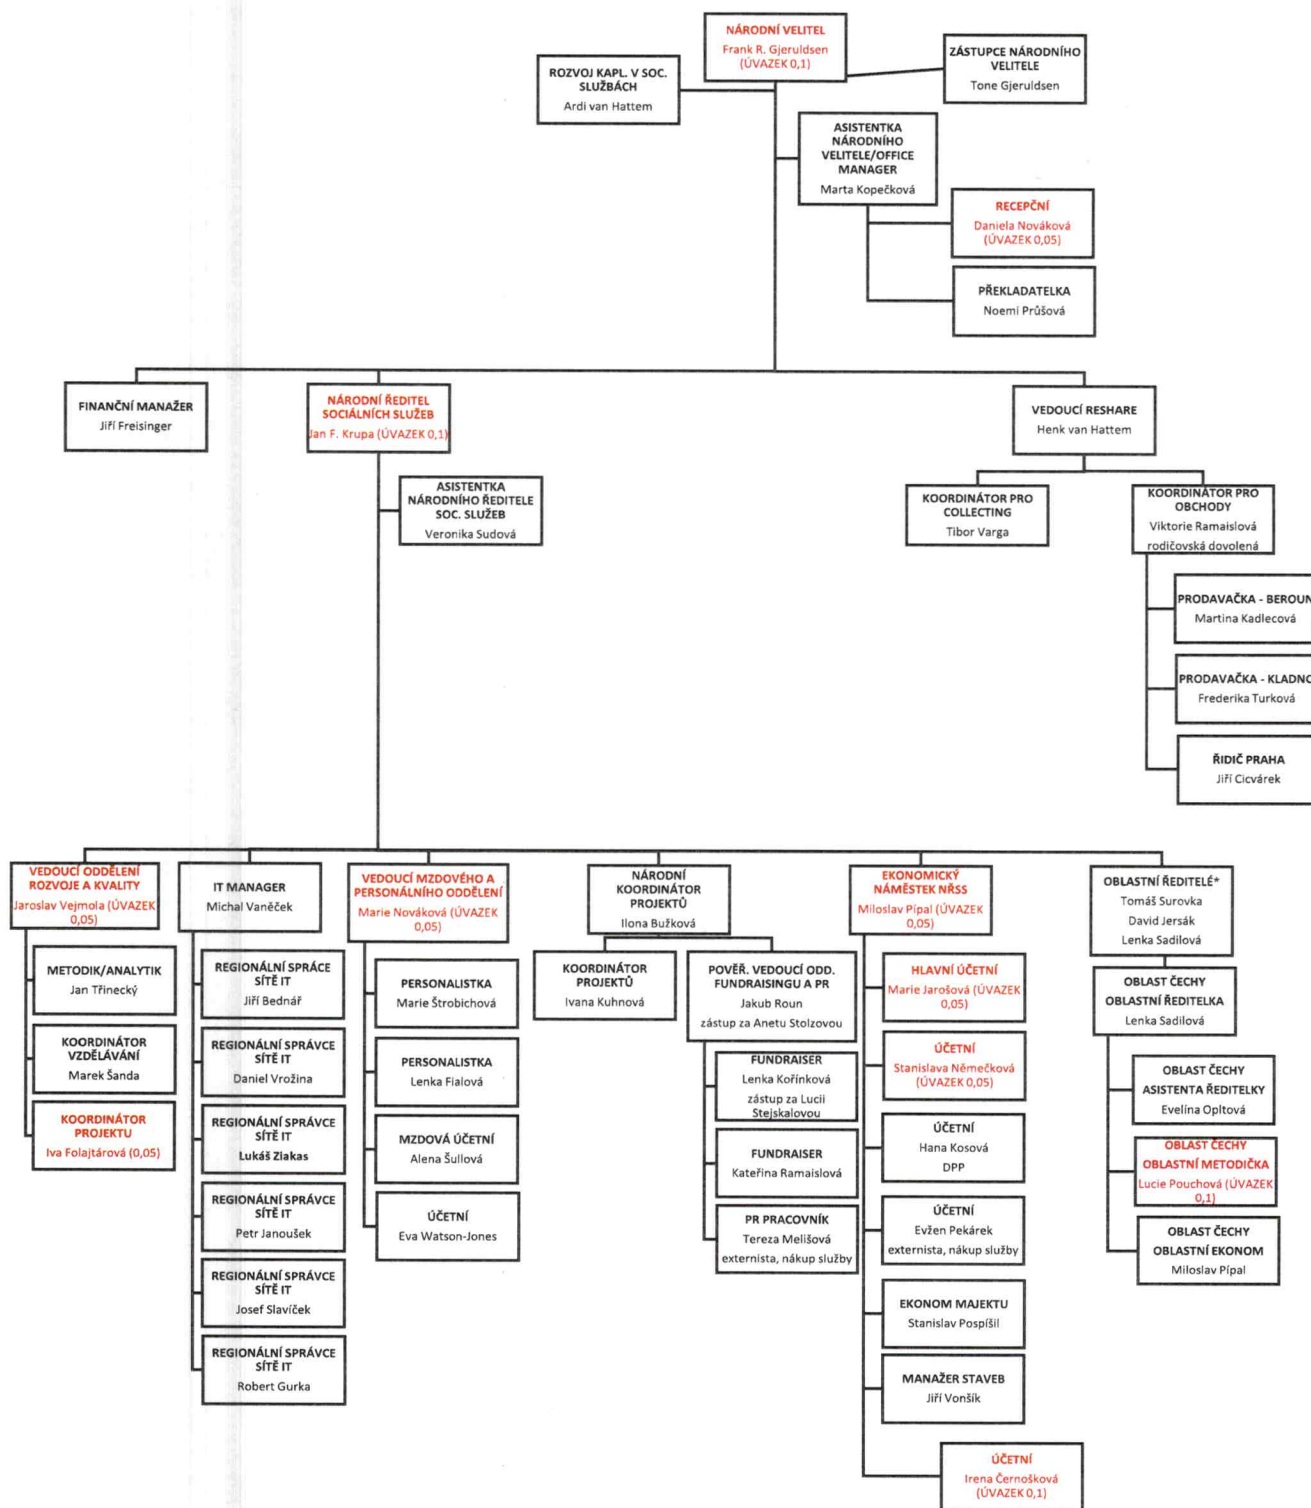 NÁRODNÍ VELITEL
Frank R. Gjeruldsen
(ÚVAZEK 0,1)
ZÁSTUPCE NÁRODNÍHO
VELITELE
Tone Gjeruldsen
ROZVOJ KAPL. V SOC.
SLUŽBÁCH
Ardi van Hattem
ASISTENTKA
NÁRODNÍHO
VELITELE/OFFICE
MANAGER
Marta Kopečková
RECEPČNÍ
Daniela Nováková
(ÚVAZEK 0,05)
PŘEKLADATELKA
Noemi Průšová
FINANČNÍ MANAŽER
Jiří Freisinger
NÁRODNÍ ŘEDITEL
SOCIÁLNÍCH SLUŽEB
Jan F. Krupa (ÚVAZEK 0,1)
VEDOUCÍ RESHARE
Henk van Hattem
ASISTENTKA
NÁRODNÍHO ŘEDITELE
SOC. SLUŽEB
Veronika Sudová
KOORDINÁTOR PRO
COLLECTING
Tibor Varga
KOORDINÁTOR PRO
OBCHODY
Viktorie Ramaislová
rodičovská dovolená
PRODAVAČKA - BEROUN
Martina Kadlecová
PRODAVAČKA - KLADNO
Frederika Turková
ŘIDIČ PRAHA
Jiří Cicvárek
VEDOUCÍ ODDĚLENÍ
ROZVOJE A KVALITY
Jaroslav Vejmola (ÚVAZEK
0,05)
METODIK/ANALYTIK
Jan Třinecký
KOORDINÁTOR
VZDĚLÁVÁNÍ
Marek Šanda
KOORDINÁTOR
PROJEKTU
Iva Folajtárová (0,05)
IT MANAGER
Michal Vaněček
REGIONÁLNÍ SPRÁCE
SÍTĚ IT
Jiří Bednář
REGIONÁLNÍ SPRÁVCE
SÍTĚ IT
Daniel Vrožina
REGIONÁLNÍ SPRÁVCE
SÍTĚ IT
Lukáš Ziakas
REGIONÁLNÍ SPRÁVCE
SÍTĚ IT
Petr Janoušek
REGIONÁLNÍ SPRÁVCE
SÍTĚ IT
Josef Slavíček
REGIONÁLNÍ SPRÁVCE
SÍTĚ IT
Robert Gurka
VEDOUCÍ MZDOVÉHO A
PERSONÁLNÍHO ODDĚLENÍ
Marie Nováková (ÚVAZEK
0,05)
PERSONALISTKA
Marie Štrobichová
PERSONALISTKA
Lenka Fialová
MZDOVÁ ÚČETNÍ
Alena Šullová
ÚČETNÍ
Eva Watson-Jones
NÁRODNÍ
KOORDINÁTOR
PROJEKTŮ
Ilona Bužková
KOORDINÁTOR
PROJEKTŮ
Ivana Kuhnová
POVĚŘ. VEDOUCÍ ODD.
FUNDRAISINGU A PR
Jakub Roun
zástup za Anetu Stolzovou
FUNDRAISER
Lenka Kořínková
zástup za Lucii
Stejskalovou
FUNDRAISER
Kateřina Ramaislová
PR PRACOVNÍK
Tereza Melišová
externista, nákup služby
EKONOMICKÝ
NÁMĚSTEK NŘSS
Miloslav Pípal (ÚVAZEK
0,05)
HLAVNÍ ÚČETNÍ
Marie Jarošová (ÚVAZEK
0,05)
ÚČETNÍ
Stanislava Němečková
(ÚVAZEK 0,05)
ÚČETNÍ
Hana Kosová
DPP
ÚČETNÍ
Evžen Pekárek
externista, nákup služby
EKONOM MAJEKTU
Stanislav Pospíšil
MANAŽER STAVEB
Jiří Vonšík
ÚČETNÍ
Irena Černošková
(ÚVAZEK 0,1)
OBLASTNÍ ŘEDITELÉ*
Tomáš Surovka
David Jersák
Lenka Sadilová
OBLAST ČECHY
OBLASTNÍ ŘEDITELKA
Lenka Sadilová
OBLAST ČECHY
ASISTENTA ŘEDITELKY
Evelína Opltová
OBLAST ČECHY
OBLASTNÍ METODIČKA
Lucie Pouchová (ÚVAZEK
0,1)
OBLAST ČECHY
OBLASTNÍ EKONOM
Miloslav Pípal